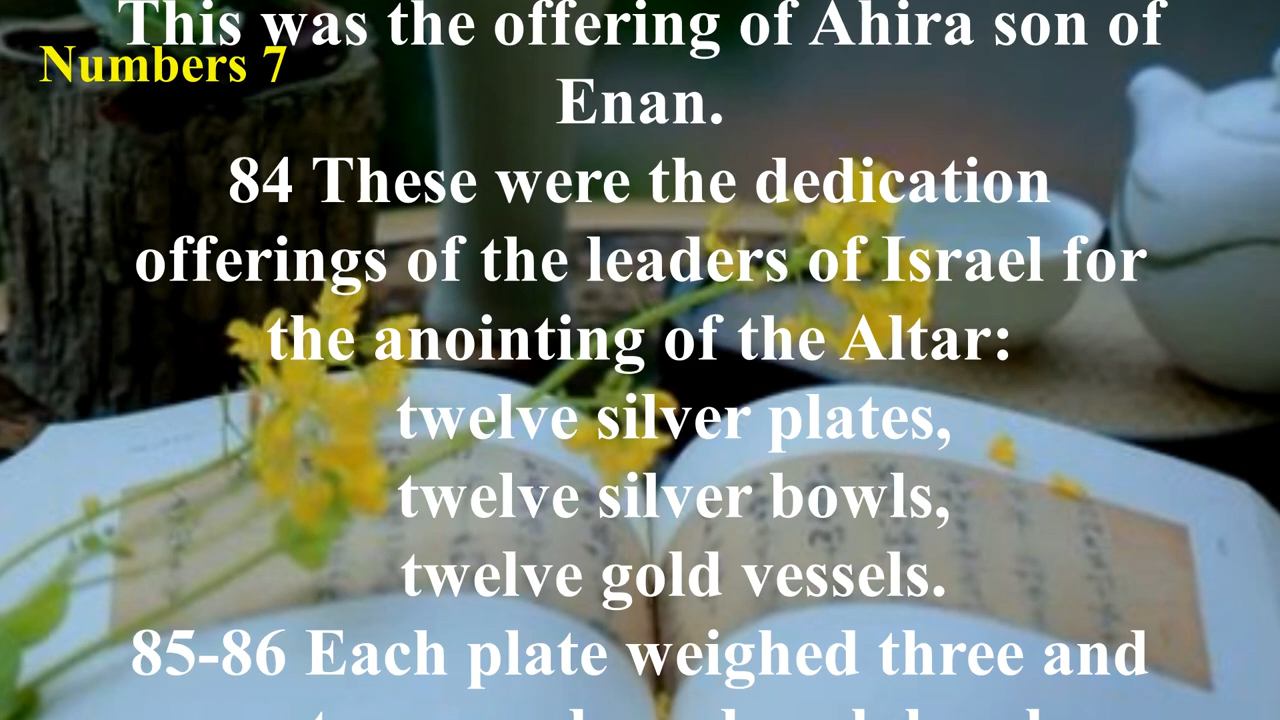 This was the offering of Ahira son of
Numbers 7
Enan.
84 These were the dedication
offerings of the leaders of Israel for
the anointing of the Altar:
twelve silver plates,
twelve silver bowls,
twelve gold vessels.
85-86 Each plate weighed three and